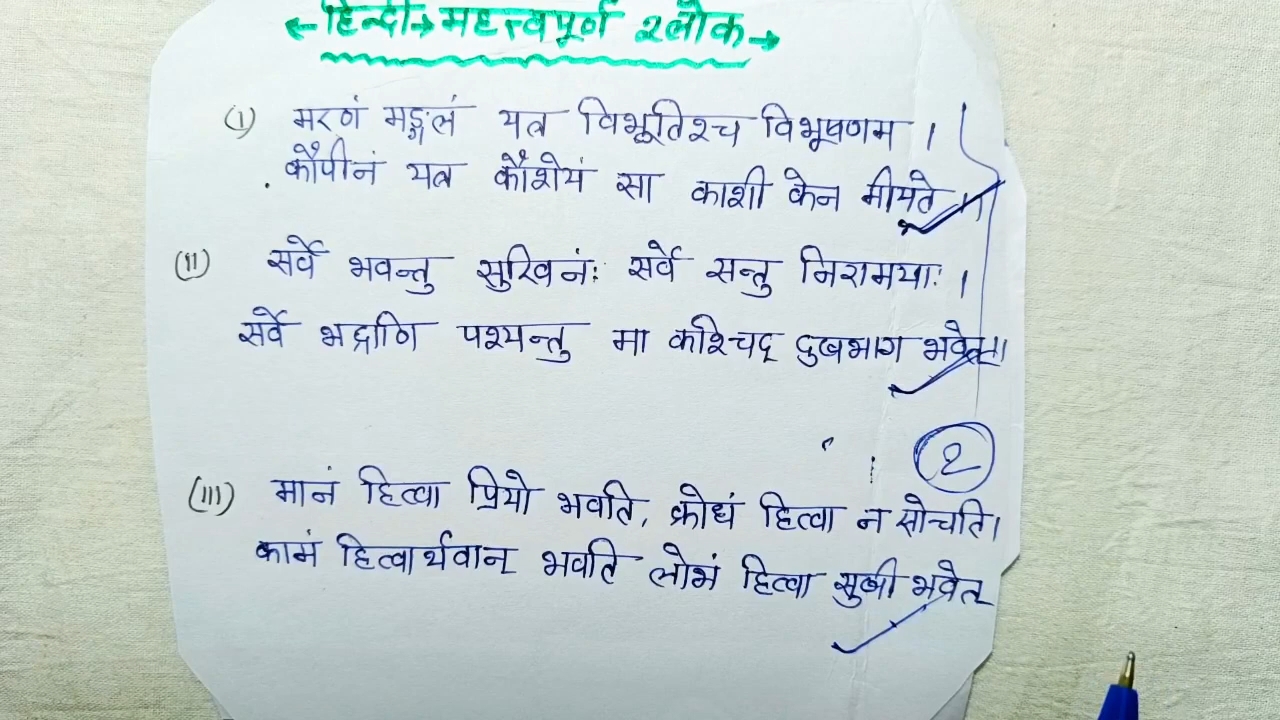 ←हिन्दी→महत्त्वपूर्ण श्लोक→
(i) मरणं मङ्गलं यत्र विभूतिश्च विभूषणम ।
कौपीनं यत्र कौशेयं सा काशी केन मीयते ॥
(ii) सर्वे भवन्तु सुखिनंः सर्वे सन्तु निरामयाः ।
सर्वे भद्राणि पश्यन्तु मा कश्चिद् दुखभाग भवेत् ॥
2
(iii) मानं हित्वा प्रियो भवति, क्रोधं हित्वा न सोचति।
कामं हित्वार्थवान् भवति लोभं हित्वा सुखी भवेत्